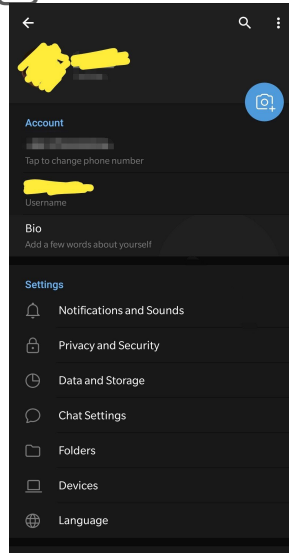 Account
Tap to change phone number
Username
Bio
Add a few words about yourself
Settings
Notifications and Sounds
Privacy and Security
Data and Storage
Chat Settings
Folders
Devices
Language